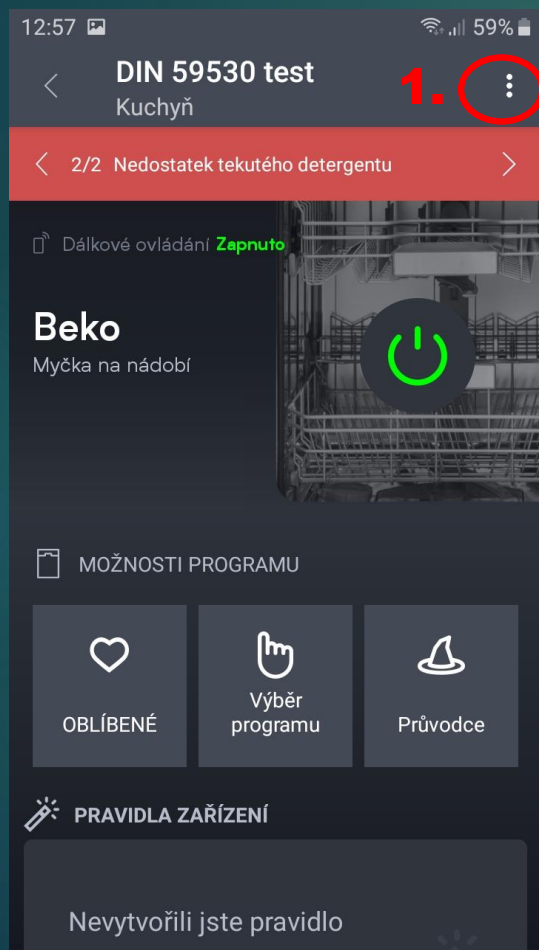 12:57 59%
DIN 59530 test
Kuchyň
1.
2/2 Nedostatek tekutého detergentu
Dálkové ovládání Zapnuto
Beko
Myčka na nádobí
MOŽNOSTI PROGRAMU
OBLÍBENÉ
Výběr
programu
Průvodce
PRAVIDLA ZAŘÍZENÍ
Nevytvořili jste pravidlo